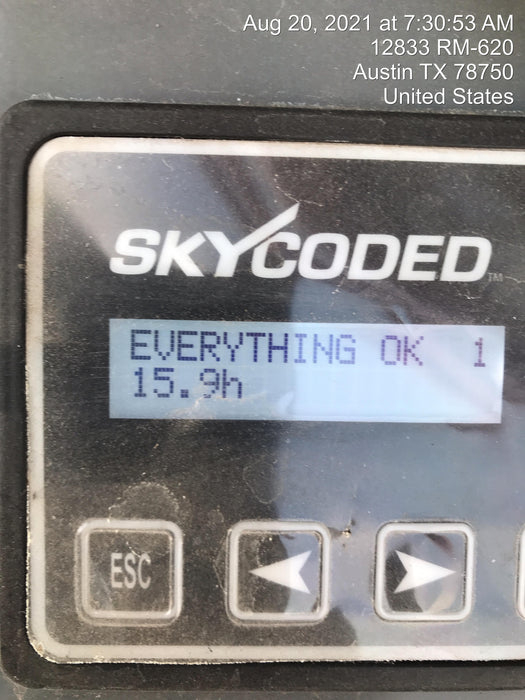 Aug 20, 2021 at 7:30:53 AM
12833 RM-620
Austin TX 78750
United States
SKYCODED™
EVERYTHING OK 1
15.9h
ESC